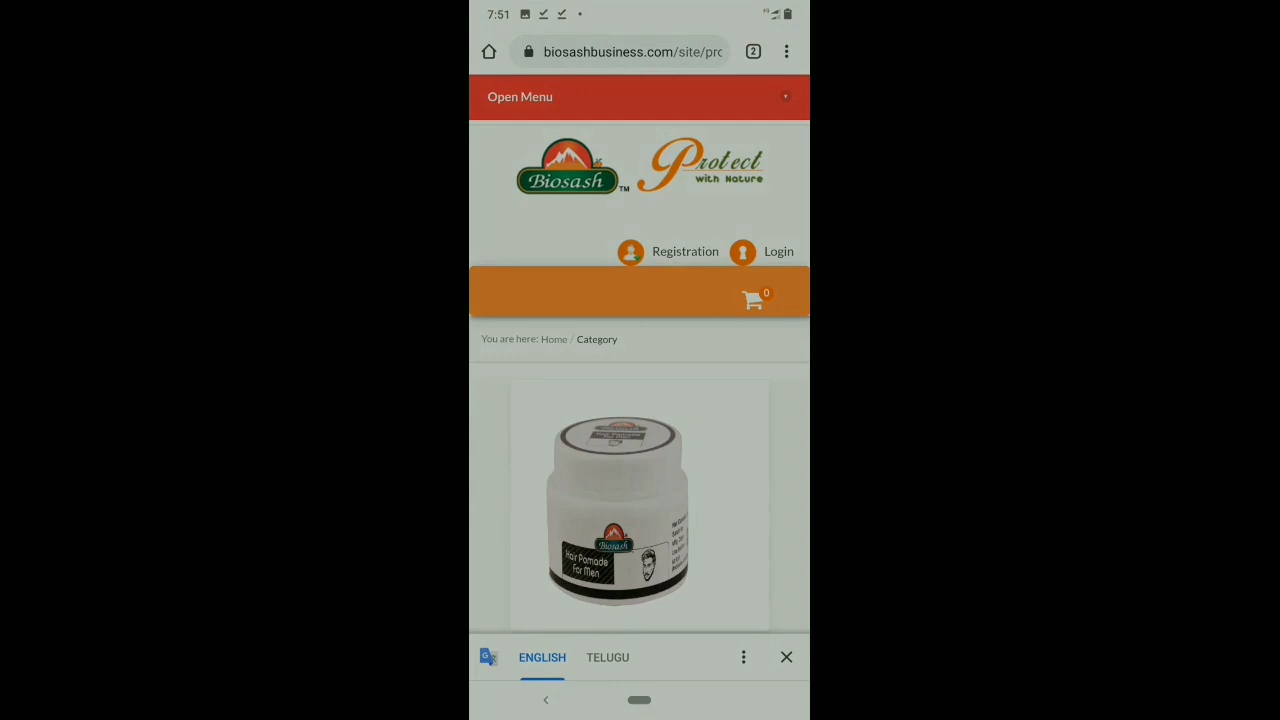 7:51
biosashbusiness.com/site/prc
2
Open Menu
Biosash TM
Protect
with Nature
Registration
Login
0
You are here: Home / Category
Biosash
Hair Pomade
For Men
ENGLISH
TELUGU